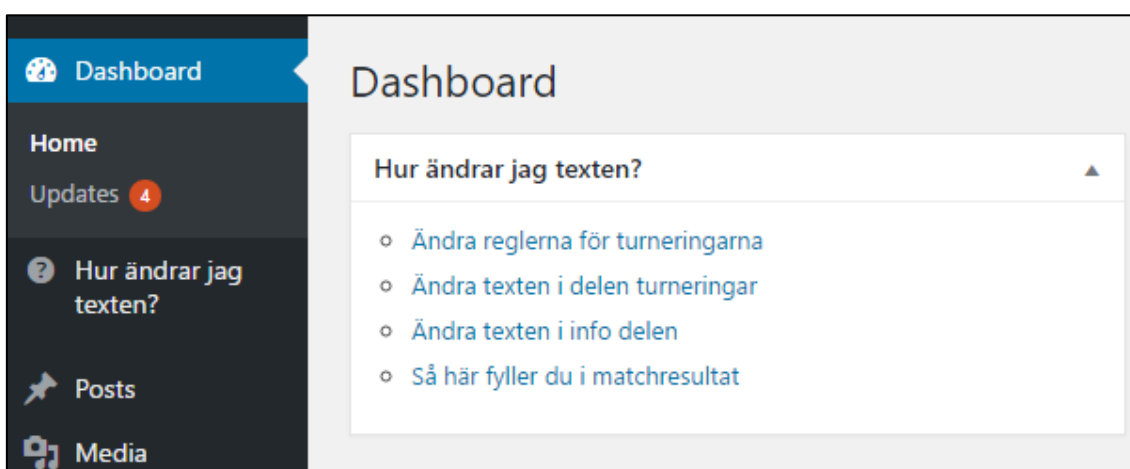 Dashboard
Home
Updates 4
Hur ändrar jag
texten?
Posts
Media
Dashboard
Hur ändrar jag texten?
Ändra reglerna för turneringarna
Ändra texten i delen turneringar
Ändra texten i info delen
Så här fyller du i matchresultat